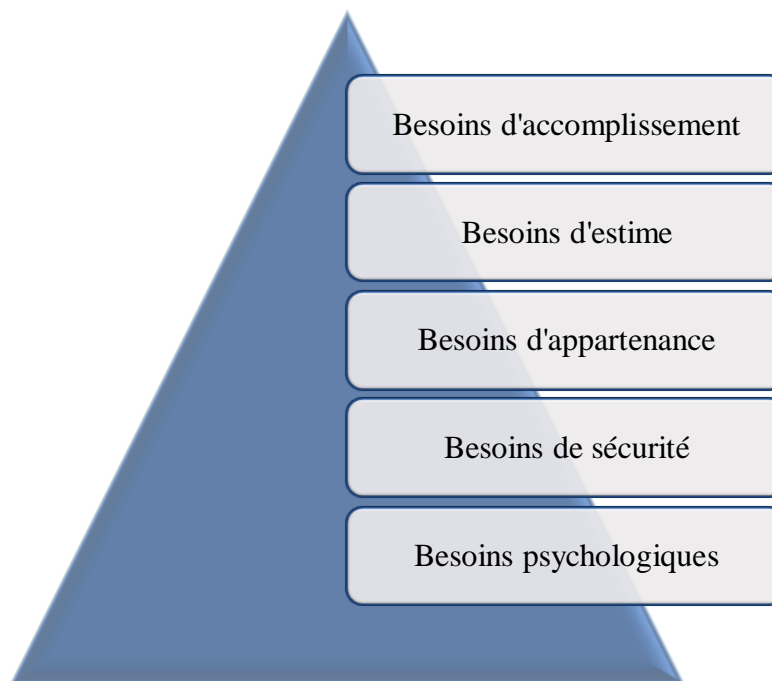 Besoins d'accomplissement
Besoins d'estime
Besoins d'appartenance
Besoins de sécurité
Besoins psychologiques